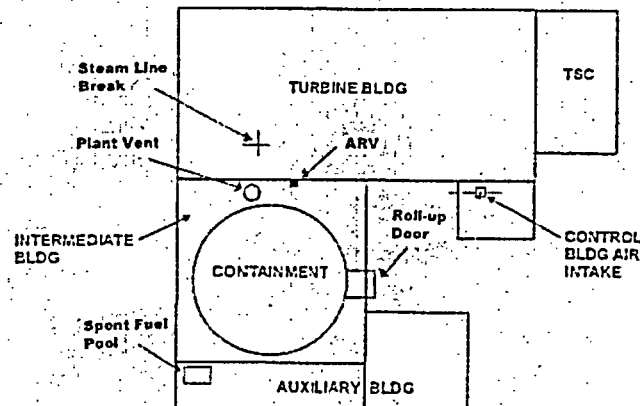 Steam Line
Break
TURBINE BLDG
TSC
Plant Vent
ARV
Roll-up
Door
INTERMEDIATE
BLDG
CONTAINMENT
CONTROL
BLDG AIR
INTAKE
Spent Fuel
Pool
AUXILIARY BLDG